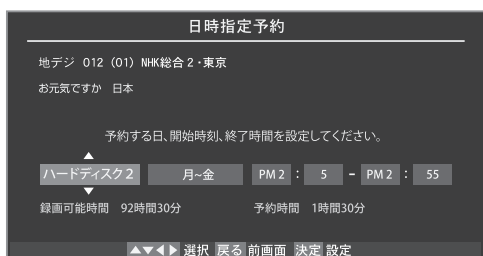 日時指定予約
地デジ 012 (01) NHK総合2・東京
お元気ですか 日本
予約する日、開始時刻、終了時間を設定してください。
▲
ハードディスク2 月~金 PM 2 : 5 - PM 2 : 55
▼
録画可能時間 92時間30分 予約時間 1時間30分
▲▼◀▶ 選択 戻る 前画面 決定 設定